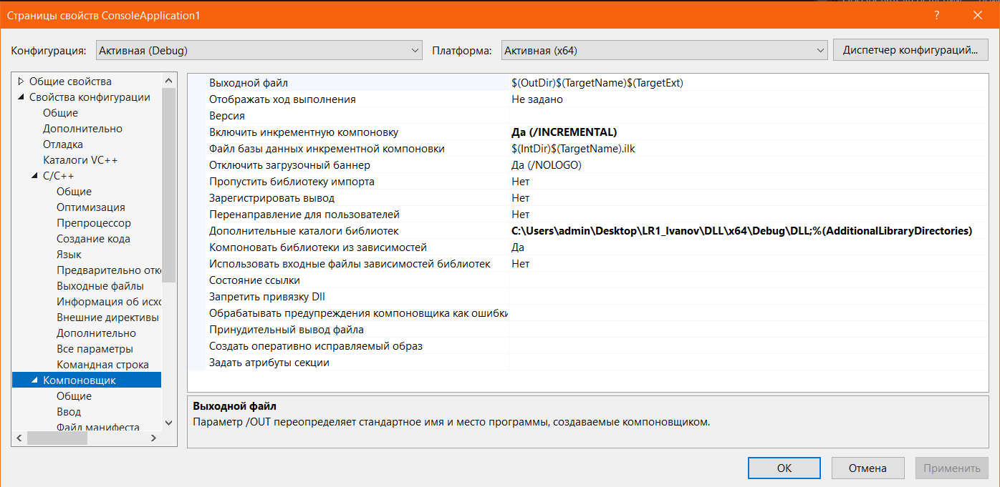 Страницы свойств ConsoleApplication1
?
Конфигурация: Активная (Debug) Платформа: Активная (x64) Диспетчер конфигураций...
Общие свойства
Свойства конфигурации
Общие
Дополнительно
Отладка
Каталоги VC++
C/C++
Общие
Оптимизация
Препроцессор
Создание кода
Язык
Предварительно отк
Выходные файлы
Информация об исхо
Внешние директивы
Дополнительно
Все параметры
Командная строка
Компоновщик
Общие
Ввод
Файл манифеста
Выходной файл $(OutDir)$(TargetName)$(TargetExt)
Отображать ход выполнения Не задано
Версия
Включить инкрементную компоновку Да (/INCREMENTAL)
Файл базы данных инкрементной компоновки $(IntDir)$(TargetName).ilk
Отключить загрузочный баннер Да (/NOLOGO)
Пропустить библиотеку импорта Нет
Зарегистрировать вывод Нет
Перенаправление для пользователей Нет
Дополнительные каталоги библиотек C:\Users\admin\Desktop\LR1_Ivanov\DLL\x64\Debug\DLL;%(AdditionalLibraryDirectories)
Компоновать библиотеки из зависимостей Да
Использовать входные файлы зависимостей библиотек Нет
Состояние ссылки
Запретить привязку Dll
Обрабатывать предупреждения компоновщика как ошибки
Принудительный вывод файла
Создать оперативно исправляемый образ
Задать атрибуты секции
Выходной файл
Параметр /OUT переопределяет стандартное имя и место программы, создаваемые компоновщиком.
ОК Отмена Применить